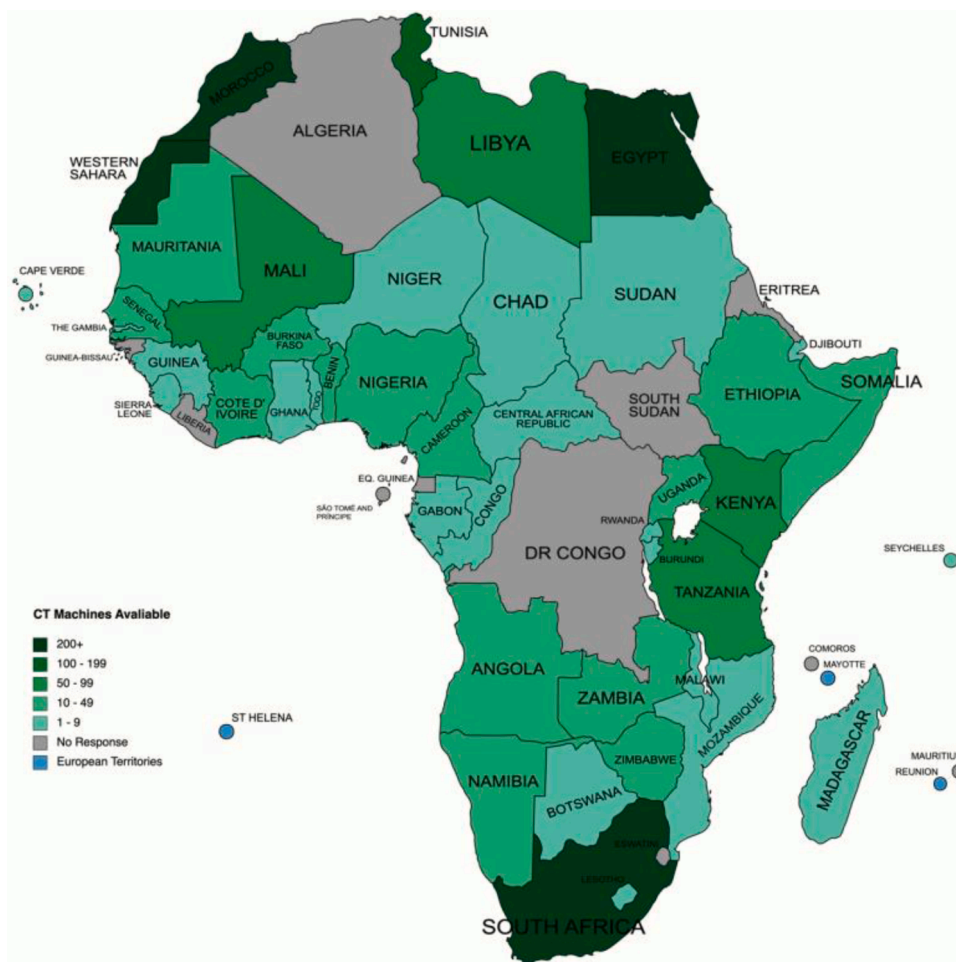 TUNISIA
MOROCCO
ALGERIA
LIBYA
EGYPT
WESTERN
SAHARA
MAURITANIA
MALI
NIGER
CHAD
SUDAN
ERITREA
CAPE VERDE
SENEGAL
THE GAMBIA
GUINEA-BISSAU
GUINEA
BURKINA
FASO
BENIN
NIGERIA
DJIBOUTI
SOMALIA
ETHIOPIA
SIERRA
LEONE
LIBERIA
COTE D'
IVOIRE
GHANA
TOGO
CAMEROON
CENTRAL AFRICAN
REPUBLIC
SOUTH
SUDAN
EQ. GUINEA
SÃO TOMÉ AND
PRÍNCIPE
GABON
CONGO
UGANDA
KENYA
RWANDA
DR CONGO
BURUNDI
SEYCHELLES
TANZANIA
CT Machines Avaliable
200+
100 - 199
50 - 99
10 - 49
1 - 9
No Response
European Territories
ANGOLA
ZAMBIA
MALAWI
COMOROS
MAYOTTE
MOZAMBIQUE
ST HELENA
NAMIBIA
ZIMBABWE
BOTSWANA
MADAGASCAR
MAURITIU
REUNION
ESWATINI
LESOTHO
SOUTH AFRICA